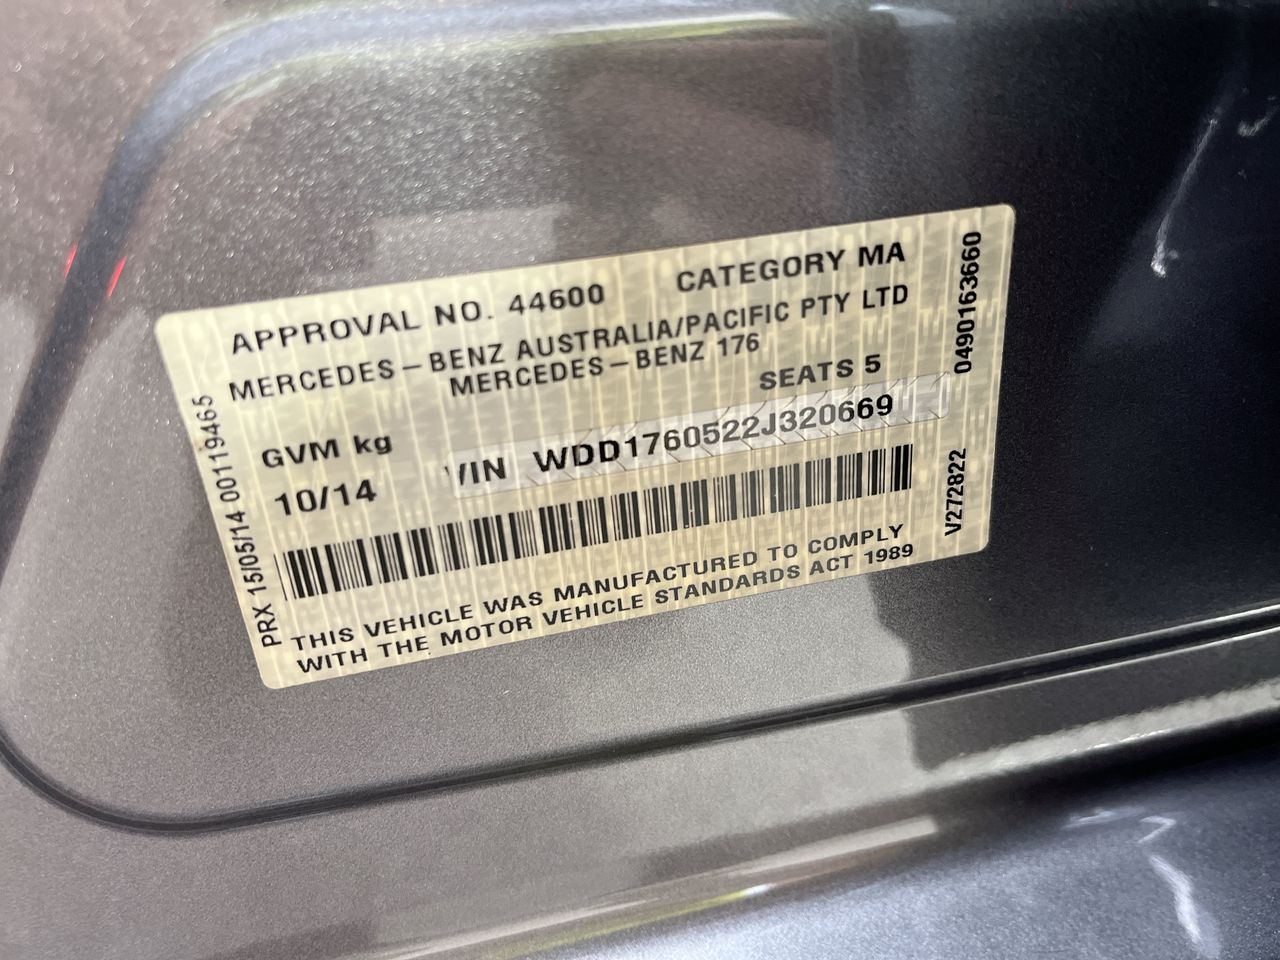 APPROVAL NO. 44600 CATEGORY MA
MERCEDES-BENZ AUSTRALIA/PACIFIC PTY LTD
MERCEDES-BENZ 176
SEATS 5
GVM kg
VIN WDD1760522J320669
10/14
THIS VEHICLE WAS MANUFACTURED TO COMPLY
WITH THE MOTOR VEHICLE STANDARDS ACT 1989
PRX 15/05/14 00119465
V272822 0490163660